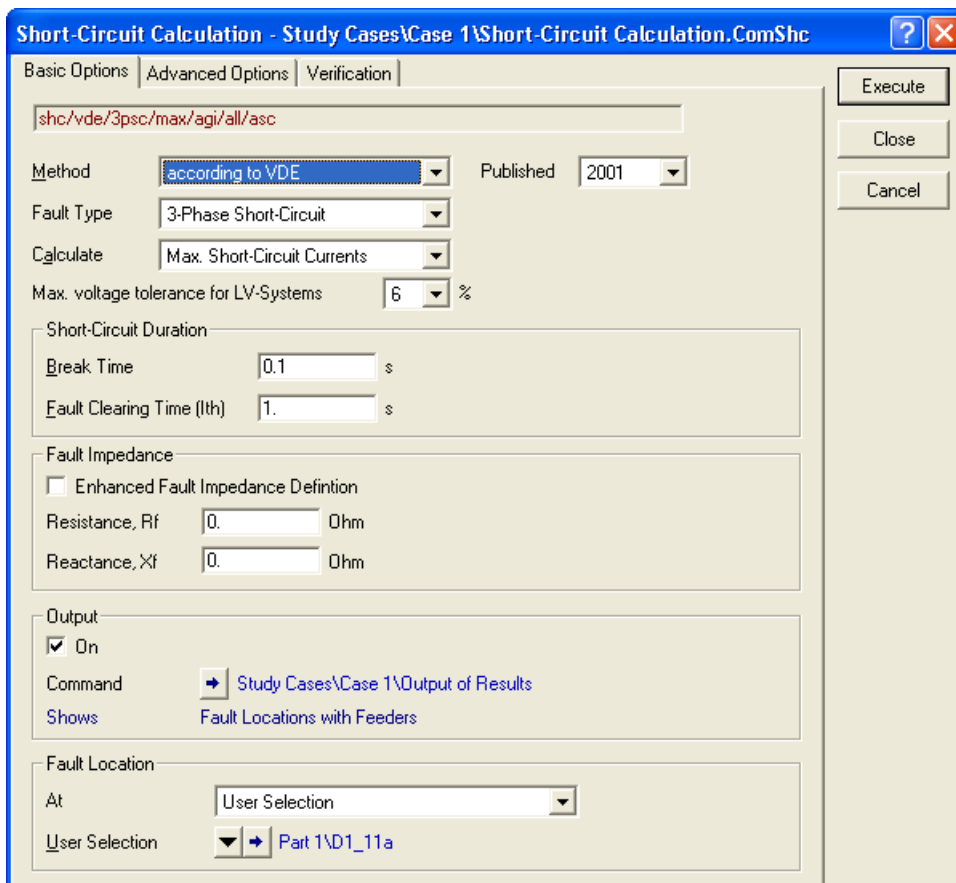 Short-Circuit Calculation - Study Cases\Case 1\Short-Circuit Calculation.ComShc
Basic Options Advanced Options Verification
Execute
shc/vde/3psc/max/agi/all/asc
Close
Method according to VDE Published 2001
Cancel
Fault Type 3-Phase Short-Circuit
Calculate Max. Short-Circuit Currents
Max. voltage tolerance for LV-Systems 6 %
Short-Circuit Duration
Break Time 0.1 s
Fault Clearing Time (Ith) 1. s
Fault Impedance
Enhanced Fault Impedance Defintion
Resistance, Rf 0. Ohm
Reactance, Xf 0. Ohm
Output
On
Command Study Cases\Case 1\Output of Results
Shows Fault Locations with Feeders
Fault Location
At User Selection
User Selection Part 1\D1_11a